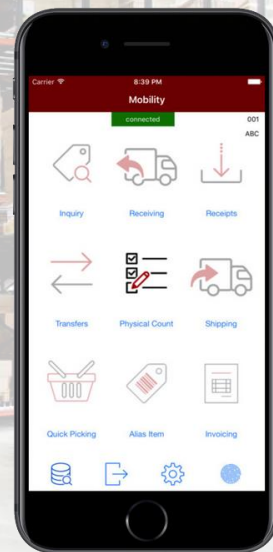 Carrier 8:39 PM
Mobility
connected 001
ABC
Inquiry Receiving Receipts
Transfers Physical Count Shipping
Quick Picking Alias Item Invoicing